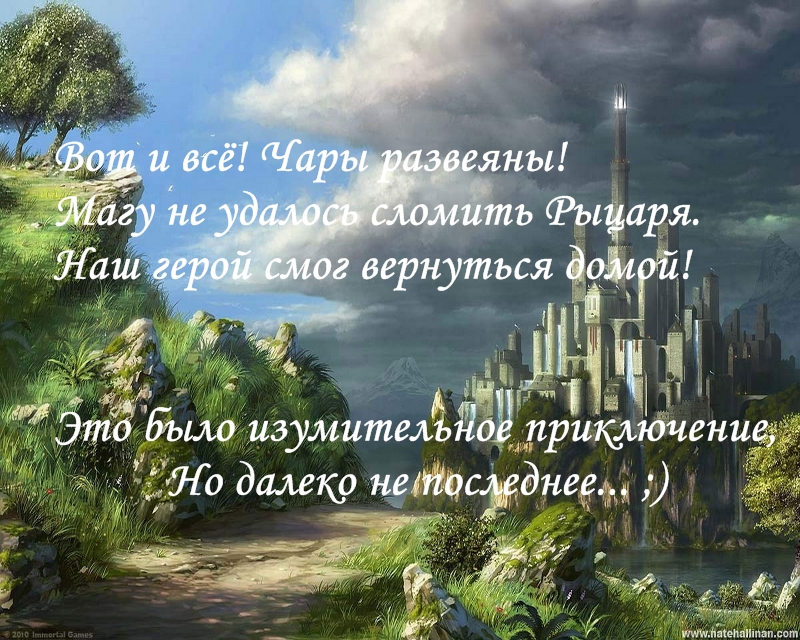 Вот и всё! Чары развеяны!
Магу не удалось сломить Рыцаря.
Наш герой смог вернуться домой!
Это было изумительное приключение,
Но далеко не последнее... ;)
© 2010 Immortal Games
www.natehallinan.com